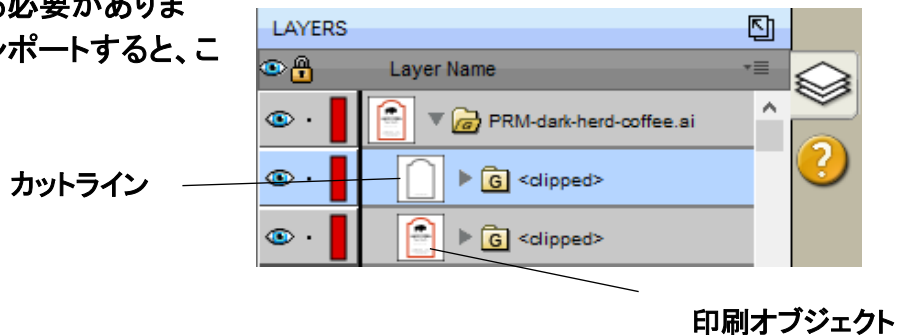 る必要がありま
ンポートすると、こ
LAYERS
Layer Name
PRM-dark-herd-coffee.ai
カットライン
G <clipped>
G <clipped>
印刷オブジェクト